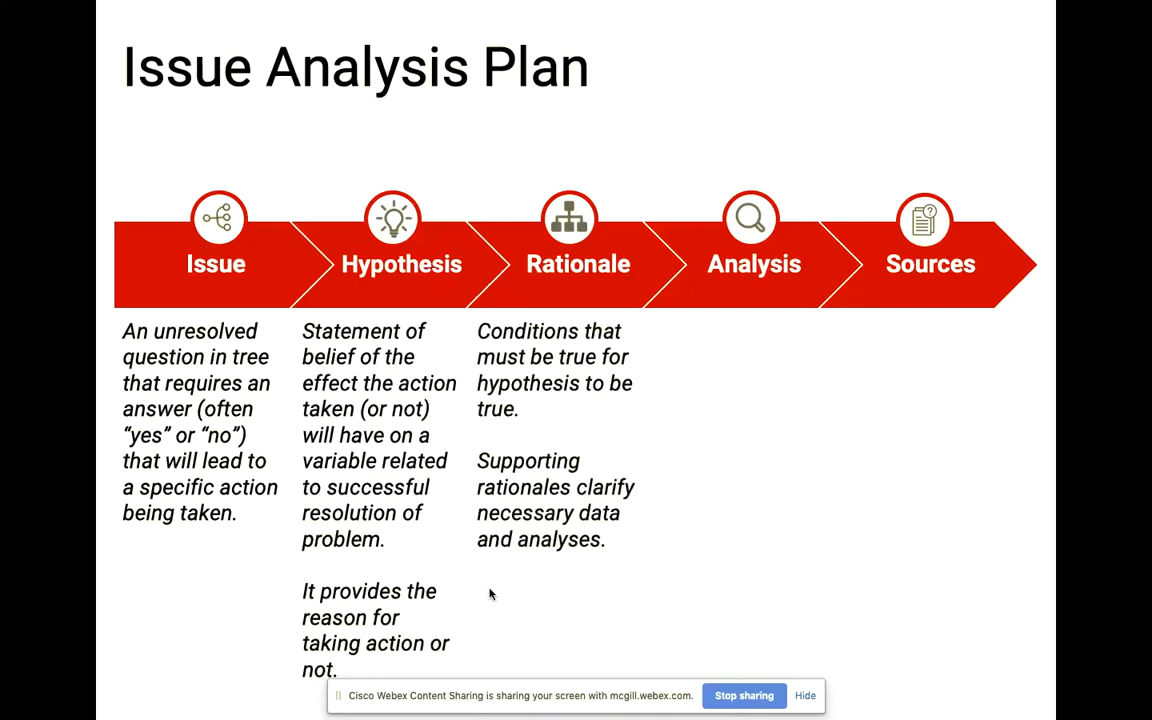 Issue Analysis Plan
Issue
Hypothesis
Rationale
Analysis
Sources
An unresolved
question in tree
that requires an
answer (often
“yes” or “no”)
that will lead to
a specific action
being taken.
Statement of
belief of the
effect the action
taken (or not)
will have on a
variable related
to successful
resolution of
problem.
It provides the
reason for
taking action or
not.
Conditions that
must be true for
hypothesis to be
true.
Supporting
rationales clarify
necessary data
and analyses.
Cisco Webex Content Sharing is sharing your screen with mcgill.webex.com.
Stop sharing
Hide